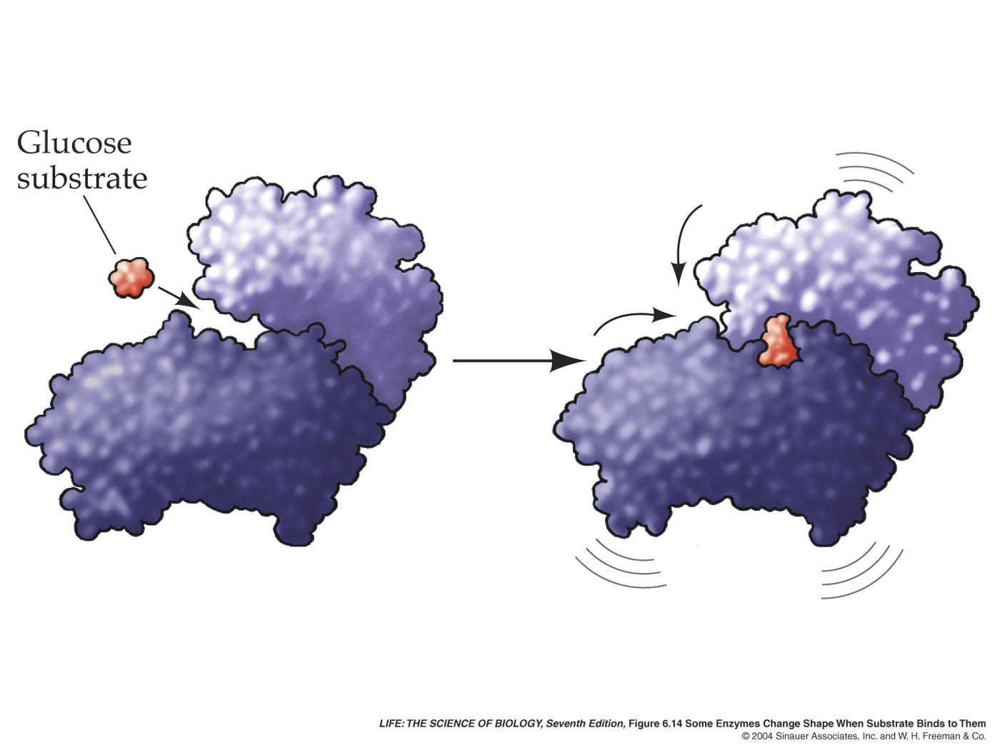 Glucose
substrate
LIFE: THE SCIENCE OF BIOLOGY, Seventh Edition, Figure 6.14 Some Enzymes Change Shape When Substrate Binds to Them
© 2004 Sinauer Associates, Inc. and W. H. Freeman & Co.